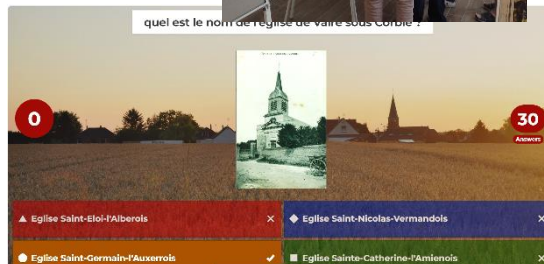 quel est le nom de l'église de Vaire sous Corbie ?
0
30
Answers
Eglise Saint-Eloi-l'Alberois
Eglise Saint-Nicolas-Vermandois
Eglise Saint-Germain-l'Auxerrois
Eglise Sainte-Catherine-l'Amienois